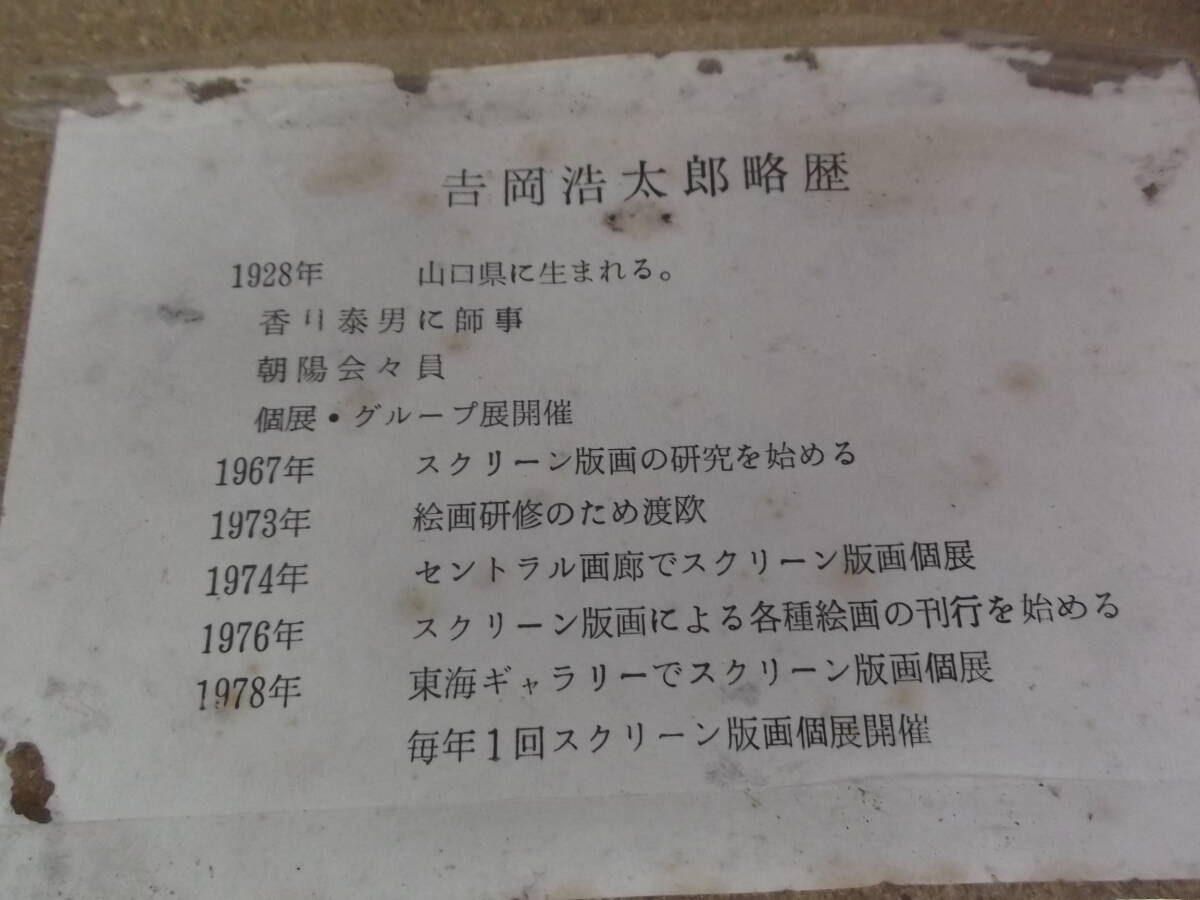 吉岡浩太郎略歴
1928年 山口県に生まれる。
香月泰男に師事
朝陽会々員
個展・グループ展開催
1967年 スクリーン版画の研究を始める
1973年 絵画研修のため渡欧
1974年 セントラル画廊でスクリーン版画個展
1976年 スクリーン版画による各種絵画の刊行を始める
1978年 東海ギャラリーでスクリーン版画個展
毎年1回スクリーン版画個展開催